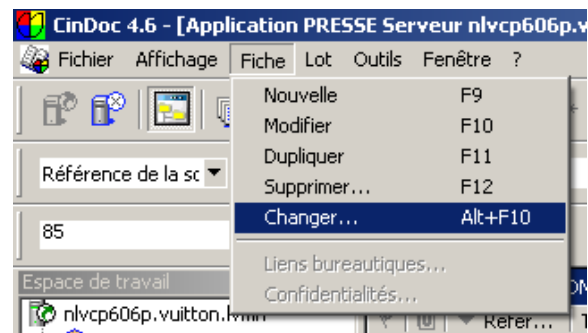 CinDoc 4.6 - [Application PRESSE Serveur nlvcp606p.v
Fichier Affichage Fiche Lot Outils Fenêtre ?
Nouvelle F9
Modifier F10
Dupliquer F11
Supprimer... F12
Changer... Alt+F10
Liens bureautiques...
Confidentialités...
Référence de la sc
85
Espace de travail
nlvcp606p.vuitton.
Référ...